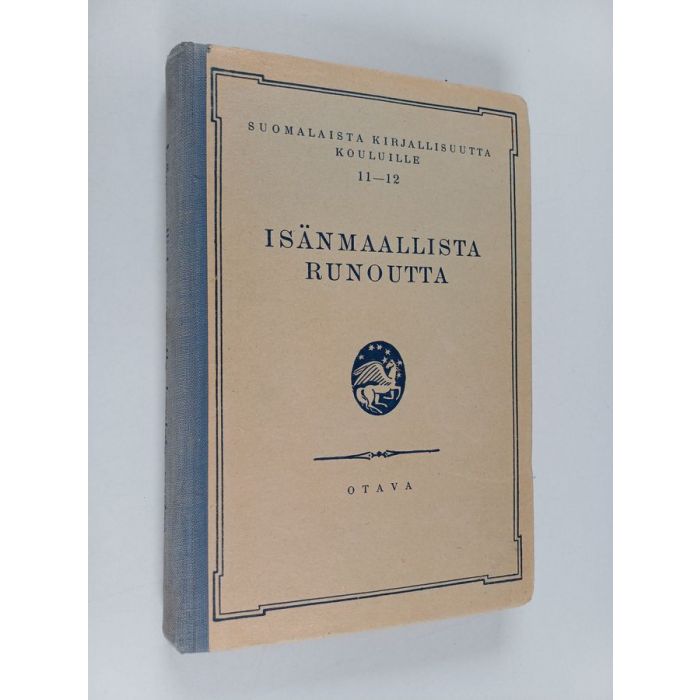 SUOMALAISTA KIRJALLISUUTTA
KOULUILLE
11—12
ISÄNMAALLISTA
RUNOUTTA
OTAVA